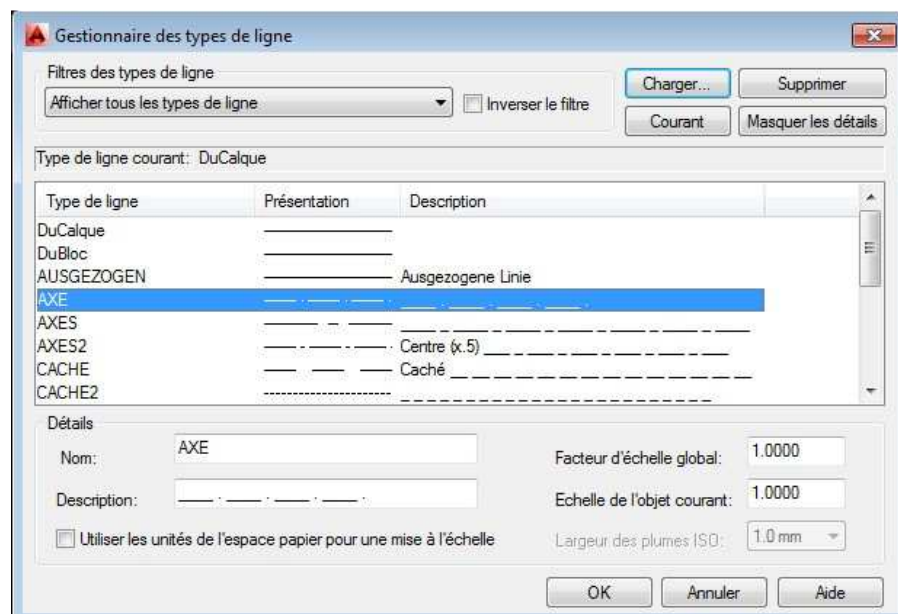 Gestionnaire des types de ligne
Filtres des types de ligne
Afficher tous les types de ligne
Inverser le filtre
Charger...
Supprimer
Courant
Masquer les détails
Type de ligne courant: DuCalque
Type de ligne Présentation Description
DuCalque
DuBloc
AUSGEZOGEN Ausgezogene Linie
AXE
AXES
AXES2 Centre (x.5)
CACHE Caché
CACHE2
Détails
Nom: AXE
Facteur d'échelle global: 1.0000
Description:
Echelle de l'objet courant: 1.0000
Utiliser les unités de l'espace papier pour une mise à l'échelle
Largeur des plumes ISO: 1.0 mm
OK Annuler Aide